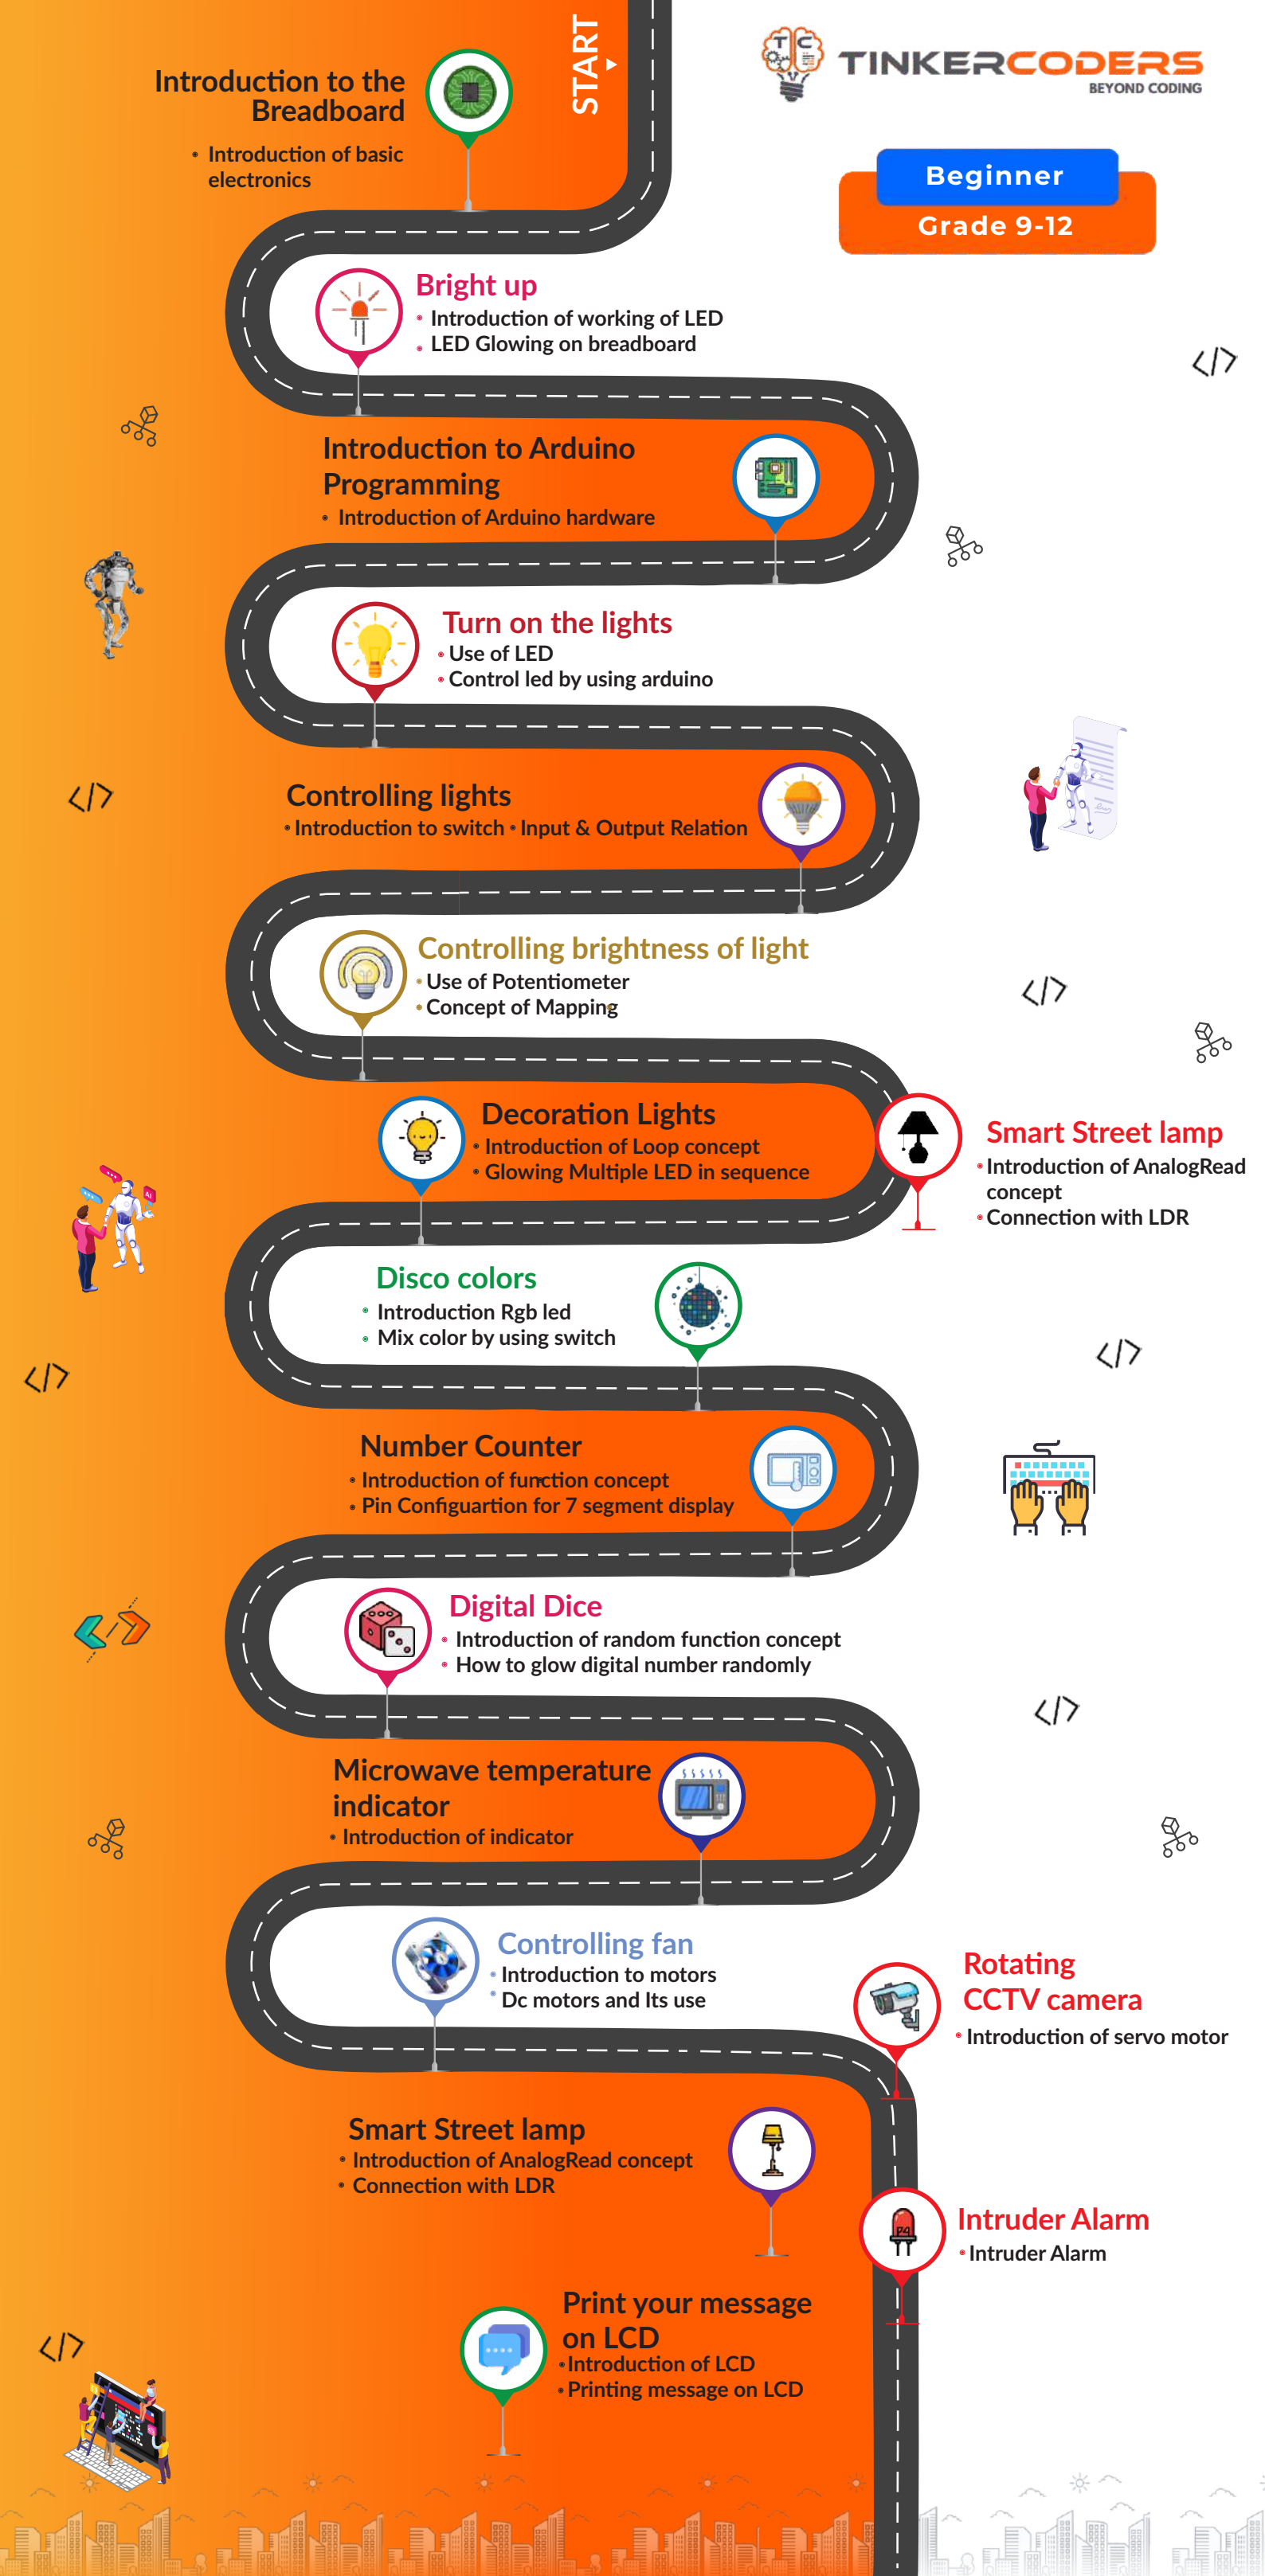 START
TC
TINKERCODERS
BEYOND CODING
Beginner
Grade 9-12
Introduction to the
Breadboard
• Introduction of basic
electronics
Bright up
• Introduction of working of LED
• LED Glowing on breadboard
Introduction to Arduino
Programming
• Introduction of Arduino hardware
Turn on the lights
• Use of LED
• Control led by using arduino
Controlling lights
• Introduction to switch • Input & Output Relation
Controlling brightness of light
• Use of Potentiometer
• Concept of Mapping
Decoration Lights
• Introduction of Loop concept
• Glowing Multiple LED in sequence
Smart Street lamp
• Introduction of AnalogRead
concept
• Connection with LDR
Disco colors
• Introduction Rgb led
• Mix color by using switch
Number Counter
• Introduction of function concept
• Pin Configuartion for 7 segment display
Digital Dice
• Introduction of random function concept
• How to glow digital number randomly
Microwave temperature
indicator
• Introduction of indicator
Controlling fan
• Introduction to motors
• Dc motors and Its use
Rotating
CCTV camera
• Introduction of servo motor
Smart Street lamp
• Introduction of AnalogRead concept
• Connection with LDR
Intruder Alarm
• Intruder Alarm
Print your message
on LCD
• Introduction of LCD
• Printing message on LCD